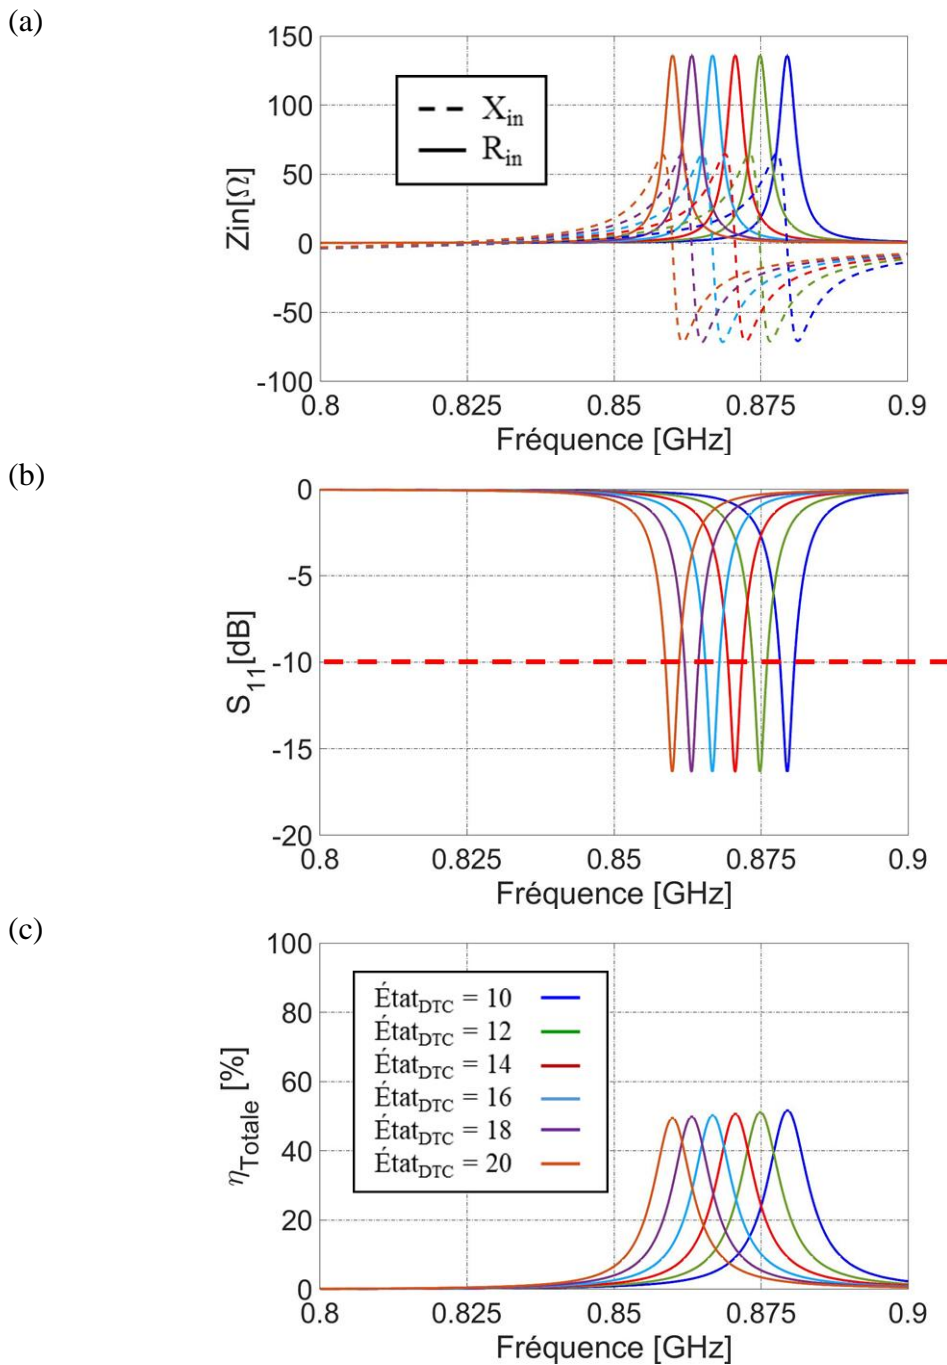 (a)
150
100
50
0
-50
-100
Zin[Ω]
X_in
R_in
0.8 0.825 0.85 0.875 0.9
Fréquence [GHz]
(b)
0
-5
-10
-15
-20
S_11[dB]
0.8 0.825 0.85 0.875 0.9
Fréquence [GHz]
(c)
100
80
60
40
20
0
η_Totale [%]
État_DTC = 10
État_DTC = 12
État_DTC = 14
État_DTC = 16
État_DTC = 18
État_DTC = 20
0.8 0.825 0.85 0.875 0.9
Fréquence [GHz]